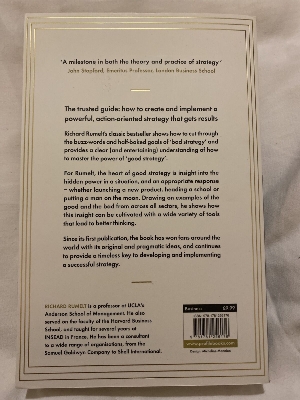 'A milestone in both the theory and practice of strategy'
John Stopford, Emeritus Professor, London Business School
The trusted guide: how to create and implement a
powerful, action-oriented strategy that gets results
Richard Rumelt's classic bestseller shows how to cut through
the buzz-words and half-baked goals of 'bad strategy' and
provides a clear (and entertaining) understanding of how
to master the power of 'good strategy'.
For Rumelt, the heart of good strategy is insight into the
hidden power in a situation, and an appropriate response
– whether launching a new product, heading a school or
putting a man on the moon. Drawing on examples of the
good and the bad from across all sectors, he shows how
this insight can be cultivated with a wide variety of tools
that lead to better thinking.
Since its first publication, the book has won fans around the
world with its original and pragmatic ideas, and continues
to provide a timeless key to developing and implementing
a successful strategy.
RICHARD RUMELT is a professor at UCLA's
Anderson School of Management. He also
served on the faculty of the Harvard Business
School, and taught for several years at
INSEAD in France. He has been a consultant
to a wide range of organisations, from the
Samuel Goldwyn Company to Shell International.
Business
www.profilebooks.com